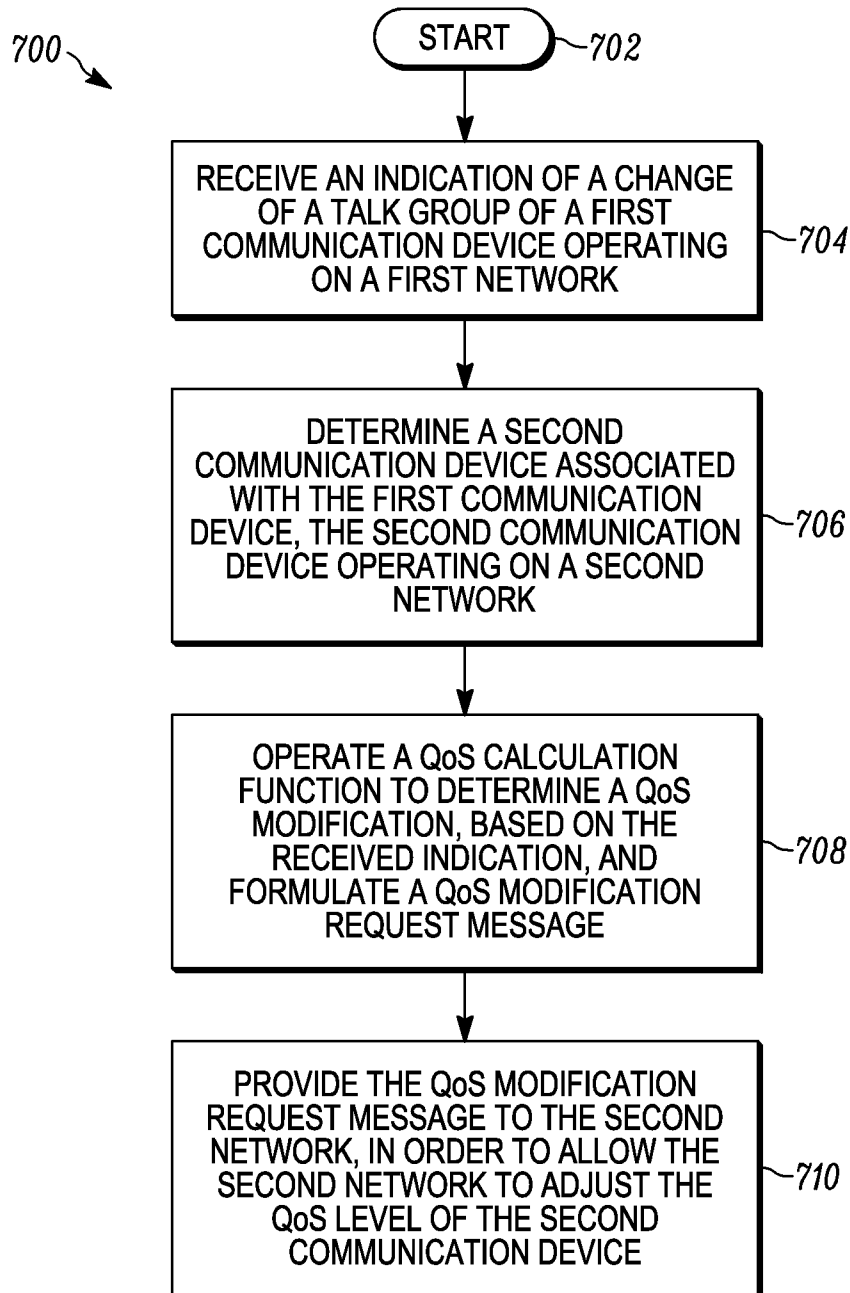 700
START
702
RECEIVE AN INDICATION OF A CHANGE
OF A TALK GROUP OF A FIRST
COMMUNICATION DEVICE OPERATING
ON A FIRST NETWORK
704
DETERMINE A SECOND
COMMUNICATION DEVICE ASSOCIATED
WITH THE FIRST COMMUNICATION
DEVICE, THE SECOND COMMUNICATION
DEVICE OPERATING ON A SECOND
NETWORK
706
OPERATE A QoS CALCULATION
FUNCTION TO DETERMINE A QoS
MODIFICATION, BASED ON THE
RECEIVED INDICATION, AND
FORMULATE A QoS MODIFICATION
REQUEST MESSAGE
708
PROVIDE THE QoS MODIFICATION
REQUEST MESSAGE TO THE SECOND
NETWORK, IN ORDER TO ALLOW THE
SECOND NETWORK TO ADJUST THE
QoS LEVEL OF THE SECOND
COMMUNICATION DEVICE
710